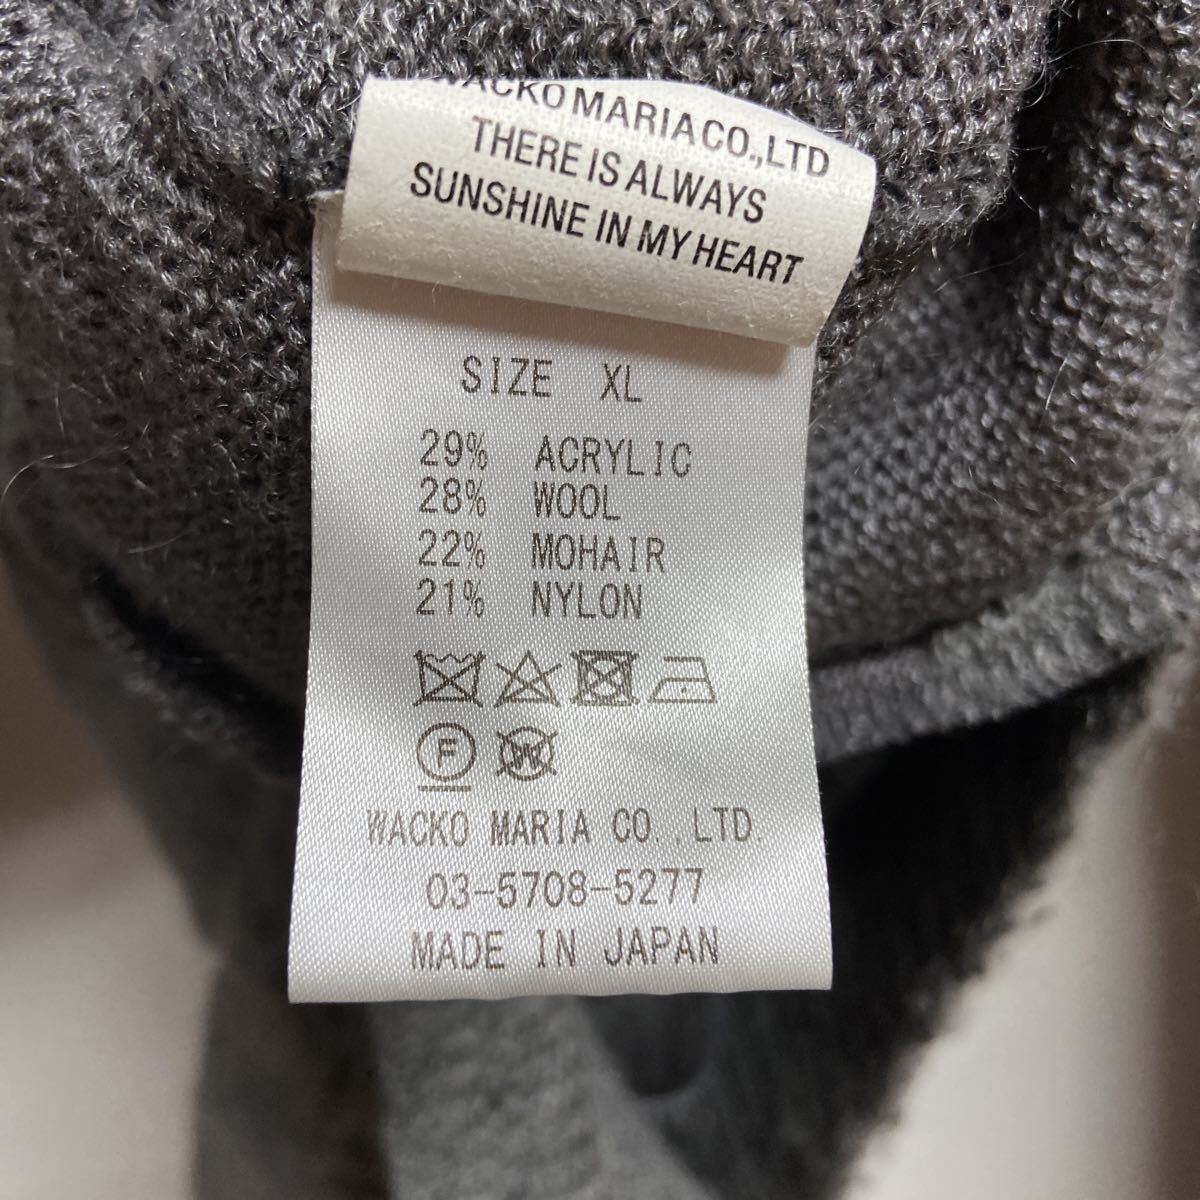 WACKO MARIA CO.,LTD
THERE IS ALWAYS
SUNSHINE IN MY HEART
SIZE XL
29% ACRYLIC
28% WOOL
22% MOHAIR
21% NYLON
F W
WACKO MARIA CO.,LTD.
03-5708-5277
MADE IN JAPAN